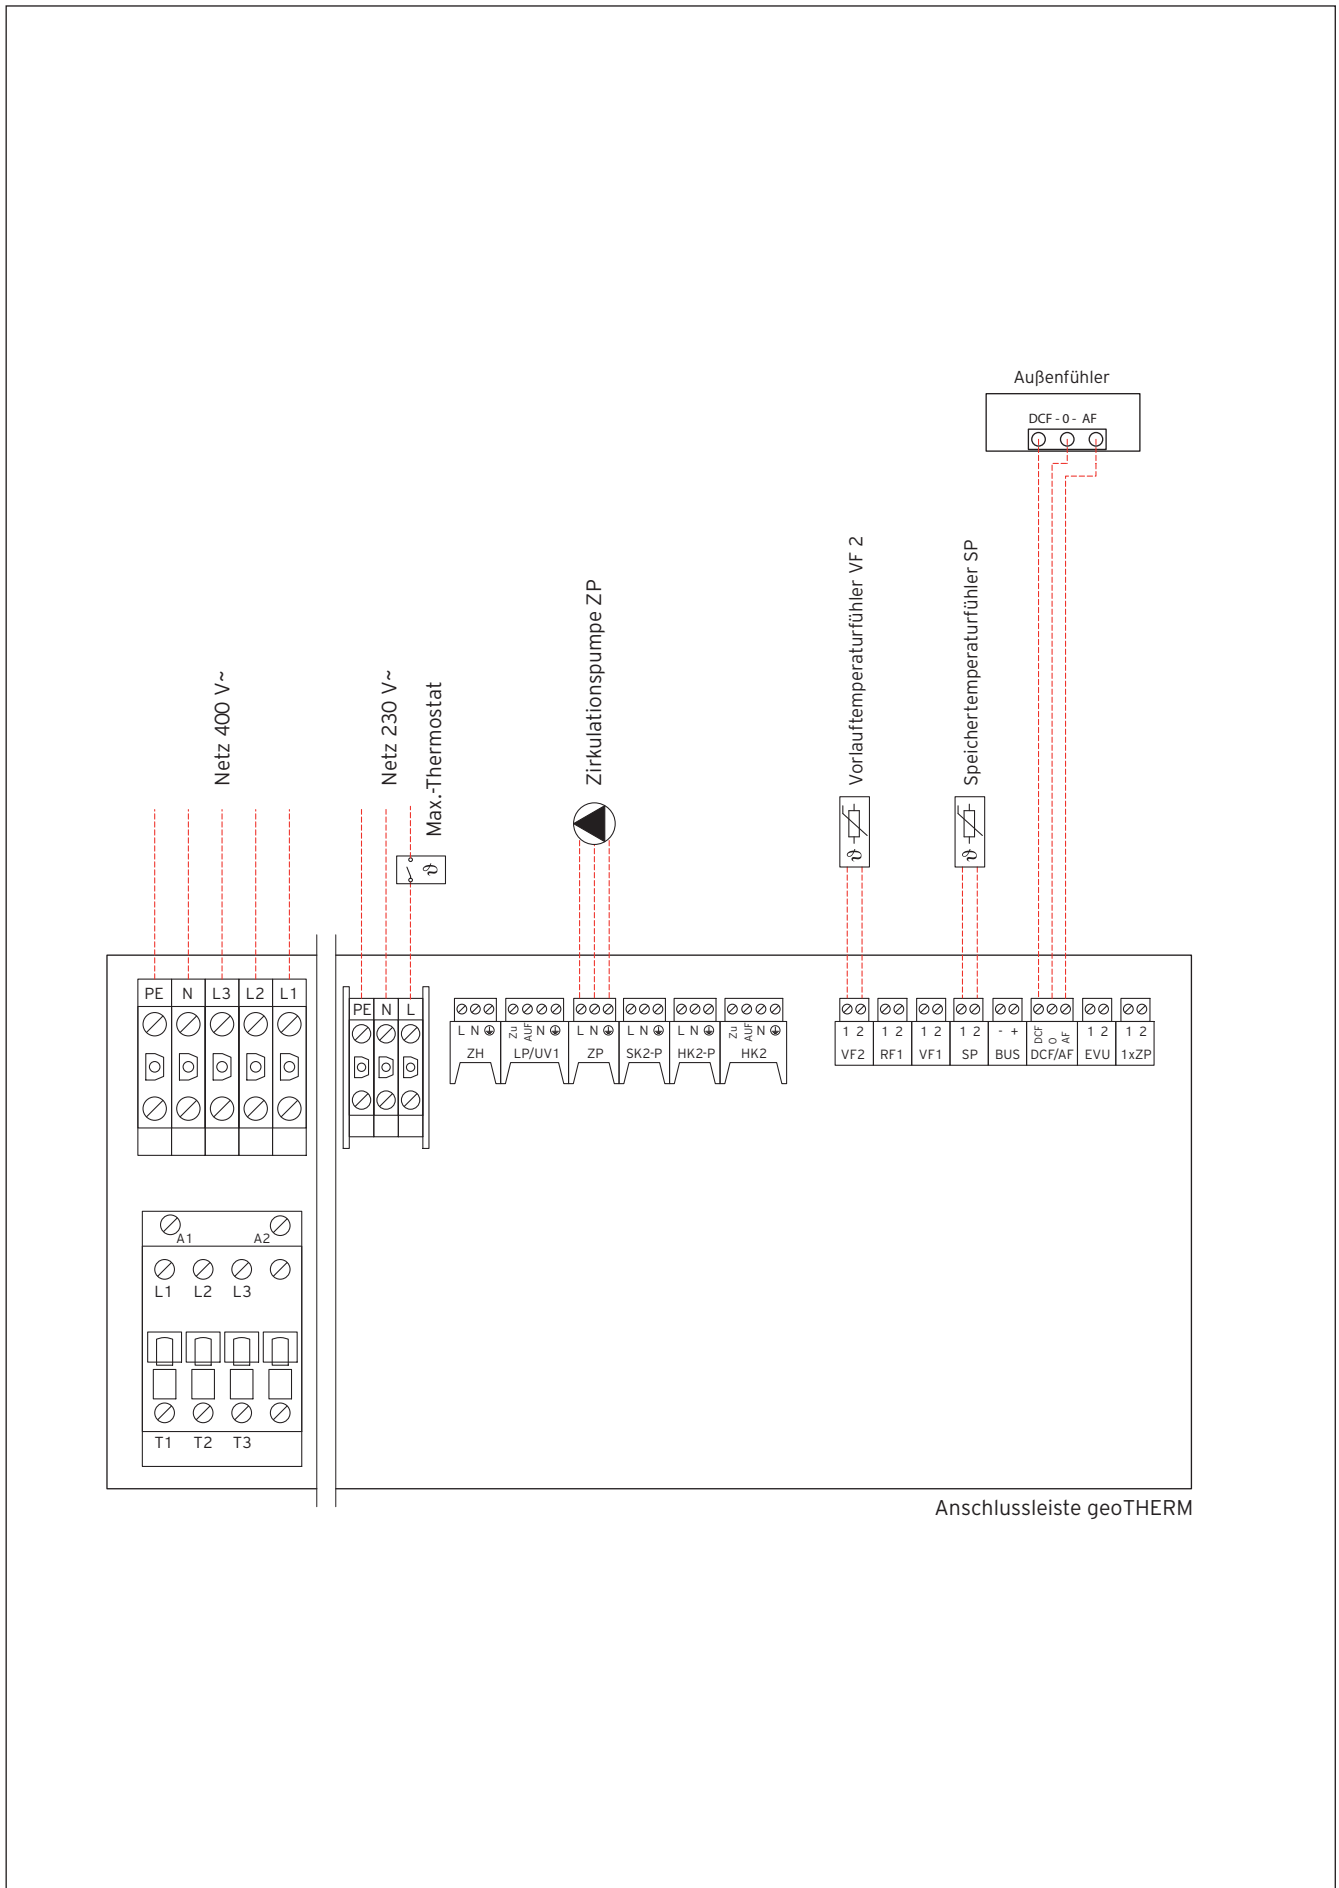 Außenfühler
DCF - 0 - AF
Vorlauftemperaturfühler VF 2
Speichertemperaturfühler SP
Zirkulationspumpe ZP
Netz 400 V~
Netz 230 V~
Max.-Thermostat
ϑ
ϑ
ϑ
PE N L3 L2 L1
PE N L
L N
ZH
Zu AUF N
LP/UV1
L N
ZP
L N
SK2-P
L N
HK2-P
Zu AUF N
HK2
1 2
VF2
1 2
RF1
1 2
VF1
1 2
SP
- +
BUS
DCF O AF
DCF/AF
1 2
EVU
1 2
1xZP
A1 A2
L1 L2 L3
T1 T2 T3
Anschlussleiste geoTHERM